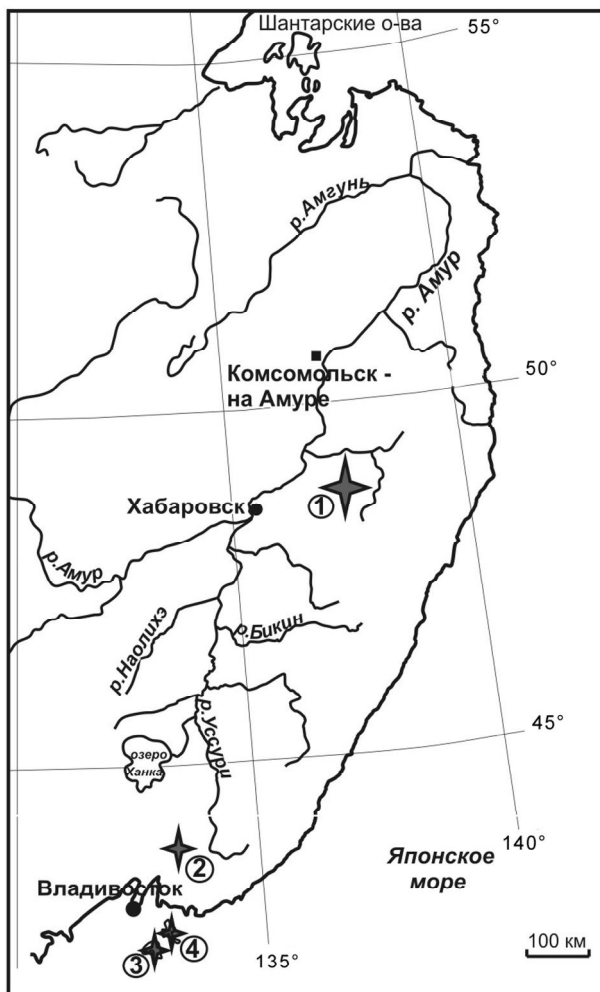 Шантарские о-ва
55°
р.Амгунь
р. Амур
Комсомольск -
на Амуре
50°
Хабаровск
①
р.Амур
р.Бикин
р.Наолихэ
р.Уссури
45°
озеро
Ханка
140°
②
Японское
море
Владивосток
④
③
135°
100 км